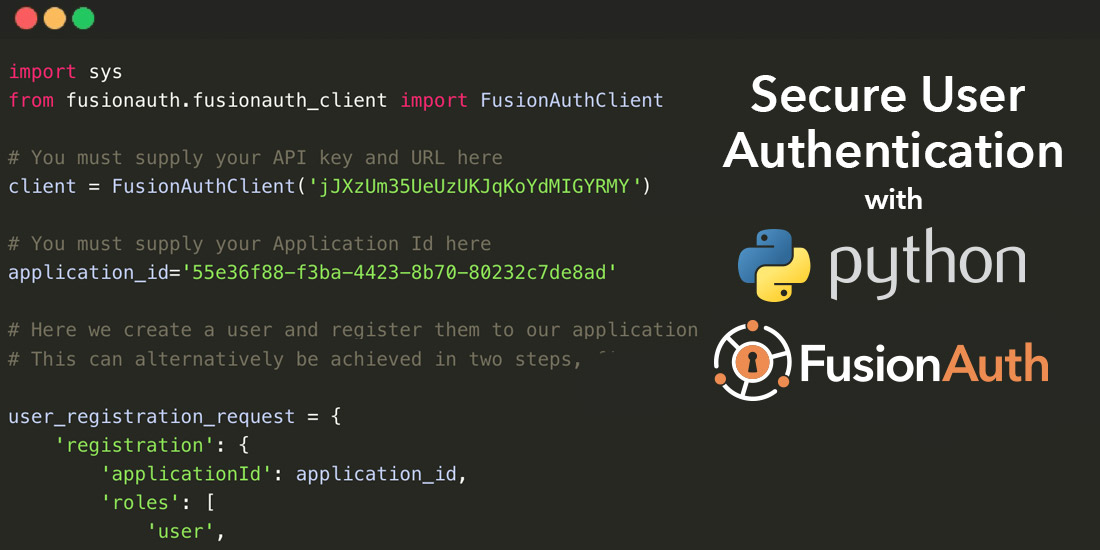 import sys
from fusionauth.fusionauth_client import FusionAuthClient
# You must supply your API key and URL here
client = FusionAuthClient('jJXzUm35UeUzUKJqKoYdMIGYRMY')
# You must supply your Application Id here
application_id='55e36f88-f3ba-4423-8b70-80232c7de8ad'
# Here we create a user and register them to our application
# This can alternatively be achieved in two steps,
user_registration_request = {
    'registration': {
        'applicationId': application_id,
        'roles': [
            'user',
Secure User
Authentication
with
python
FusionAuth